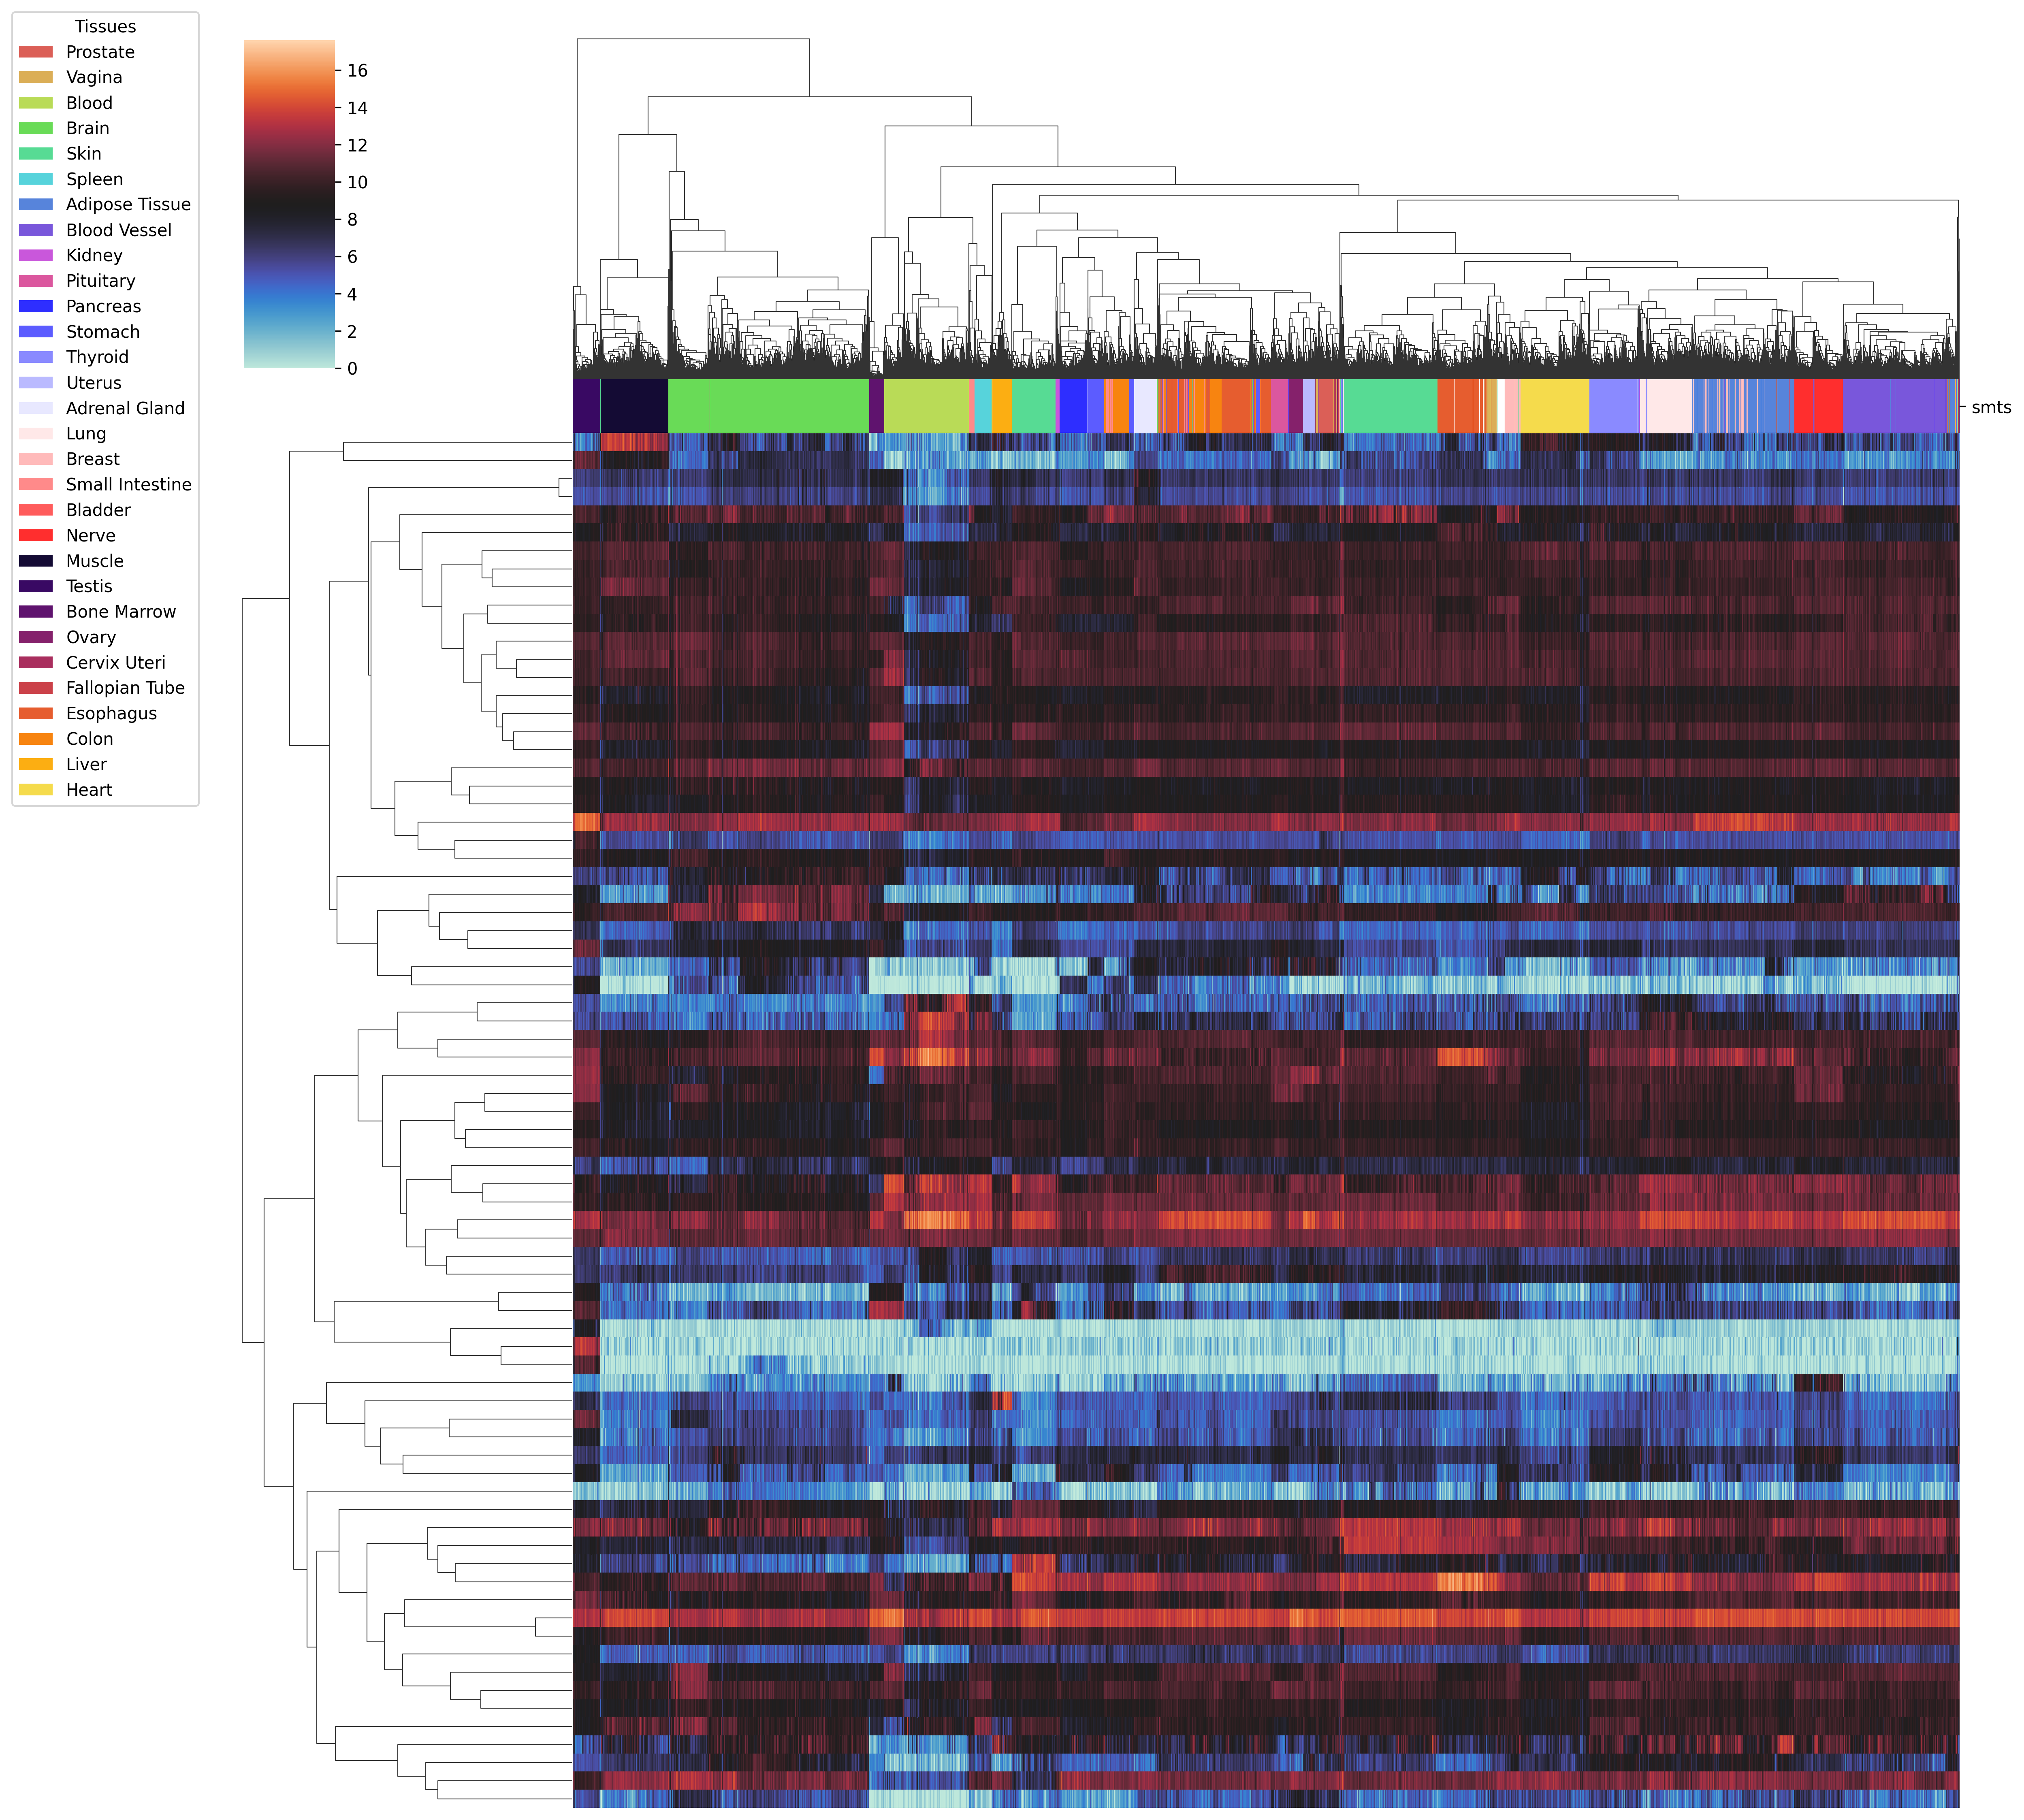 Tissues
Prostate
Vagina
Blood
Brain
Skin
Spleen
Adipose Tissue
Blood Vessel
Kidney
Pituitary
Pancreas
Stomach
Thyroid
Uterus
Adrenal Gland
Lung
Breast
Small Intestine
Bladder
Nerve
Muscle
Testis
Bone Marrow
Ovary
Cervix Uteri
Fallopian Tube
Esophagus
Colon
Liver
Heart
16
14
12
10
8
6
4
2
0
smts